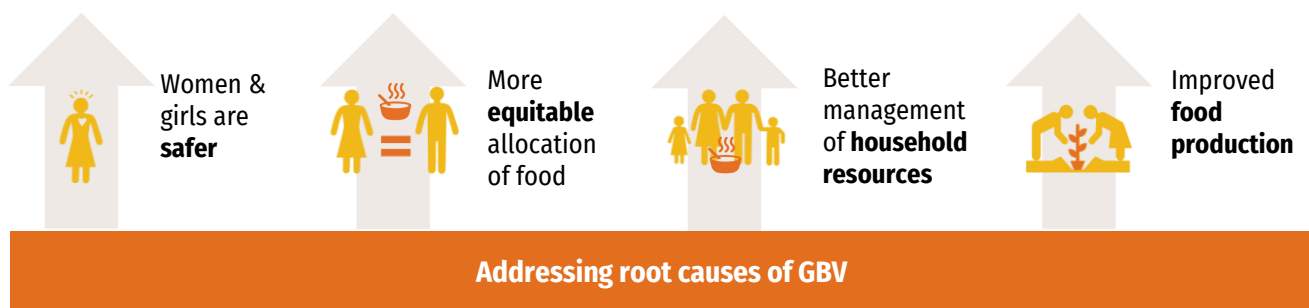 Women &
girls are
safer
More
equitable
allocation
of food
Better
management
of household
resources
Improved
food
production
Addressing root causes of GBV